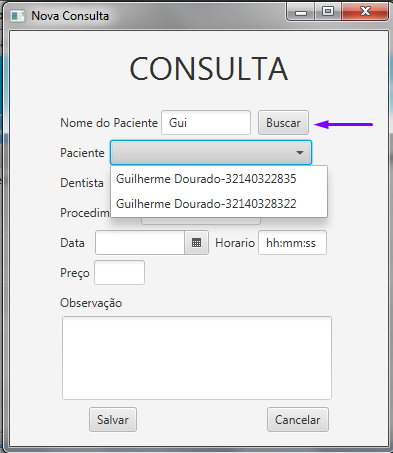 Nova Consulta
CONSULTA
Nome do Paciente Gui Buscar
Paciente
Guilherme Dourado-32140322835
Guilherme Dourado-32140328322
Dentista
Procedim
Data Horario hh:mm:ss
Preço
Observação
Salvar Cancelar